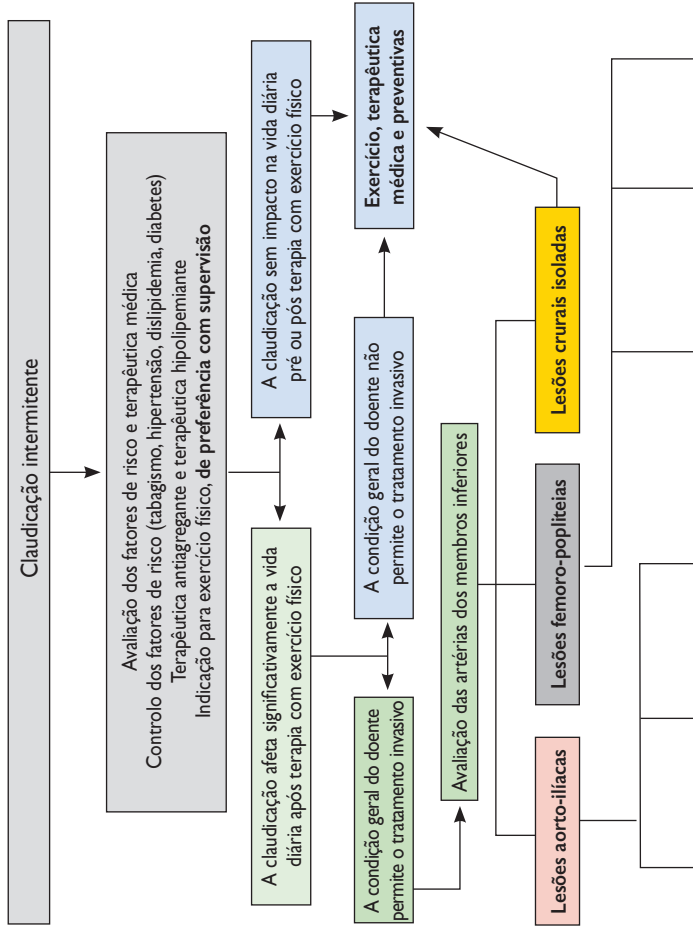 Claudicação intermitente
Avaliação dos fatores de risco e terapêutica médica
Controlo dos fatores de risco (tabagismo, hipertensão, dislipidemia, diabetes)
Terapêutica antiagregante e terapêutica hipolipemiante
Indicação para exercício físico, de preferência com supervisão
A claudicação afeta significativamente a vida
diária após terapia com exercício físico
A claudicação sem impacto na vida diária
pré ou pós terapia com exercício físico
A condição geral do doente
permite o tratamento invasivo
A condição geral do doente não
permite o tratamento invasivo
Exercício, terapêutica
médica e preventivas
Avaliação das artérias dos membros inferiores
Lesões aorto-ilíacas
Lesões femoro-popliteias
Lesões crurais isoladas